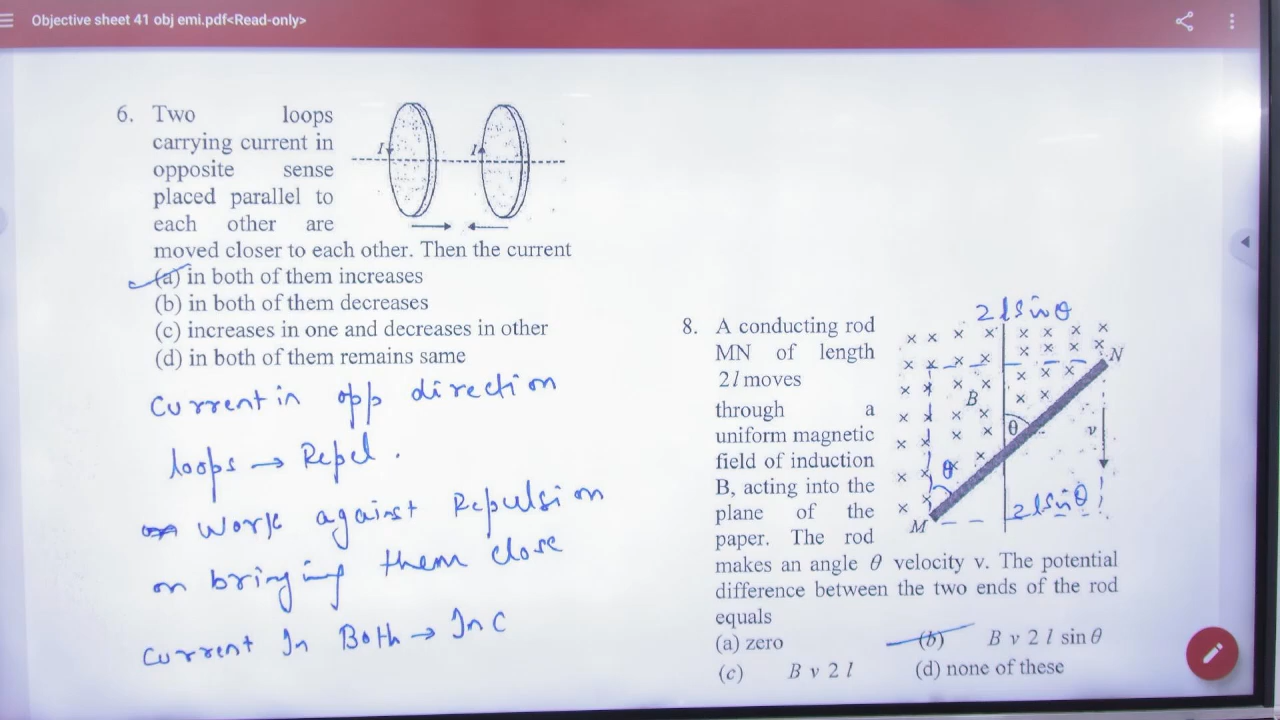 Objective sheet 41 obj emi.pdf<Read-only>
6. Two loops
carrying current in
opposite sense
placed parallel to
each other are
moved closer to each other. Then the current
(a) in both of them increases
(b) in both of them decreases
(c) increases in one and decreases in other
(d) in both of them remains same
I
I
Current in opp direction
loops → Repel.
Work against Repulsion
on bringing them close
Current In Both → Inc
8. A conducting rod
MN of length
2l moves
through a
uniform magnetic
field of induction
B, acting into the
plane of the
paper. The rod
makes an angle θ velocity v. The potential
difference between the two ends of the rod
equals
(a) zero
(b) B v 2 l sin θ
(c) B v 2 l
(d) none of these
2lsinθ
N
B
θ
v
θ
2lsinθ
M